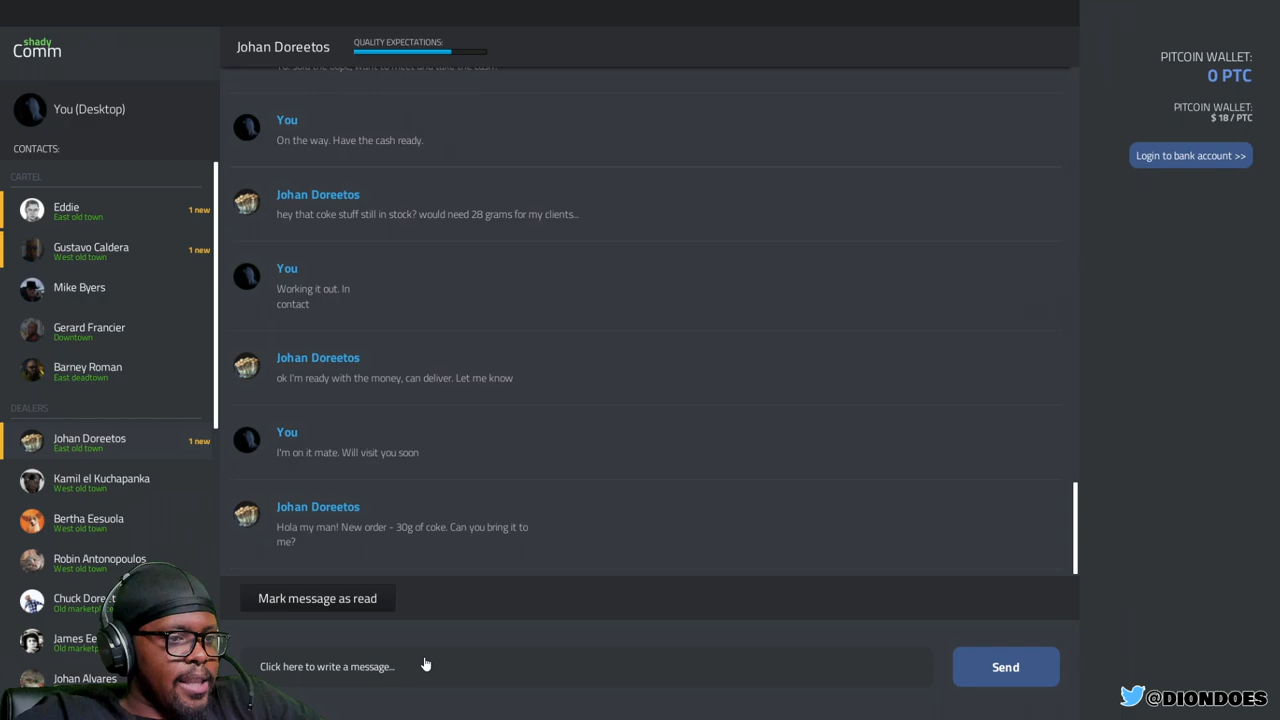 shady
Comm
Johan Doreetos
QUALITY EXPECTATIONS:
PITCOIN WALLET:
0 PTC
PITCOIN WALLET:
$ 18 / PTC
Login to bank account >>
You (Desktop)
CONTACTS:
CARTEL
Eddie
East old town
1 new
Gustavo Caldera
West old town
1 new
Mike Byers
Gerard Francier
Downtown
Barney Roman
East deadtown
DEALERS
Johan Doreetos
East old town
1 new
Kamil el Kuchapanka
West old town
Bertha Eesuola
West old town
Robin Antonopoulos
West old town
Chuck
Old
James
Old
Johan Alvares
You
On the way. Have the cash ready.
Johan Doreetos
hey that coke stuff still in stock? would need 28 grams for my clients...
You
Working it out. In
contact
Johan Doreetos
ok I'm ready with the money, can deliver. Let me know
You
I'm on it mate. Will visit you soon
Johan Doreetos
Hola my man! New order - 30g of coke. Can you bring it to
me?
Mark message as read
Click here to write a message...
Send
@DIONDOES